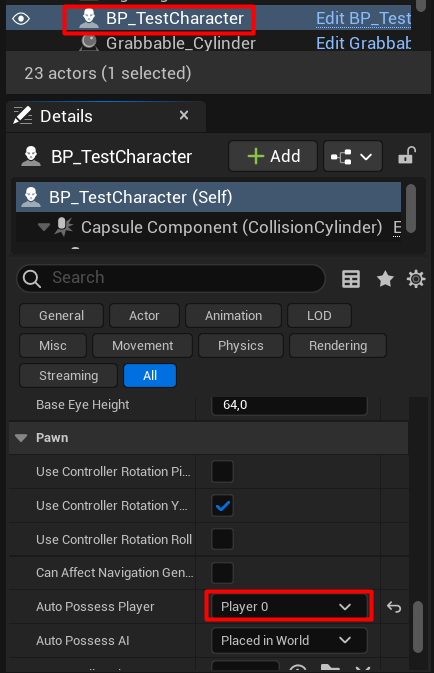 BP_TestCharacter Edit BP_Test
Grabbable_Cylinder Edit Grabbab
23 actors (1 selected)
Details
BP_TestCharacter Add
BP_TestCharacter (Self)
Capsule Component (CollisionCylinder) E
Search
General Actor Animation LOD
Misc Movement Physics Rendering
Streaming All
Base Eye Height 64,0
Pawn
Use Controller Rotation Pi...
Use Controller Rotation Y...
Use Controller Rotation Roll
Can Affect Navigation Gen...
Auto Possess Player Player 0
Auto Possess AI Placed in World